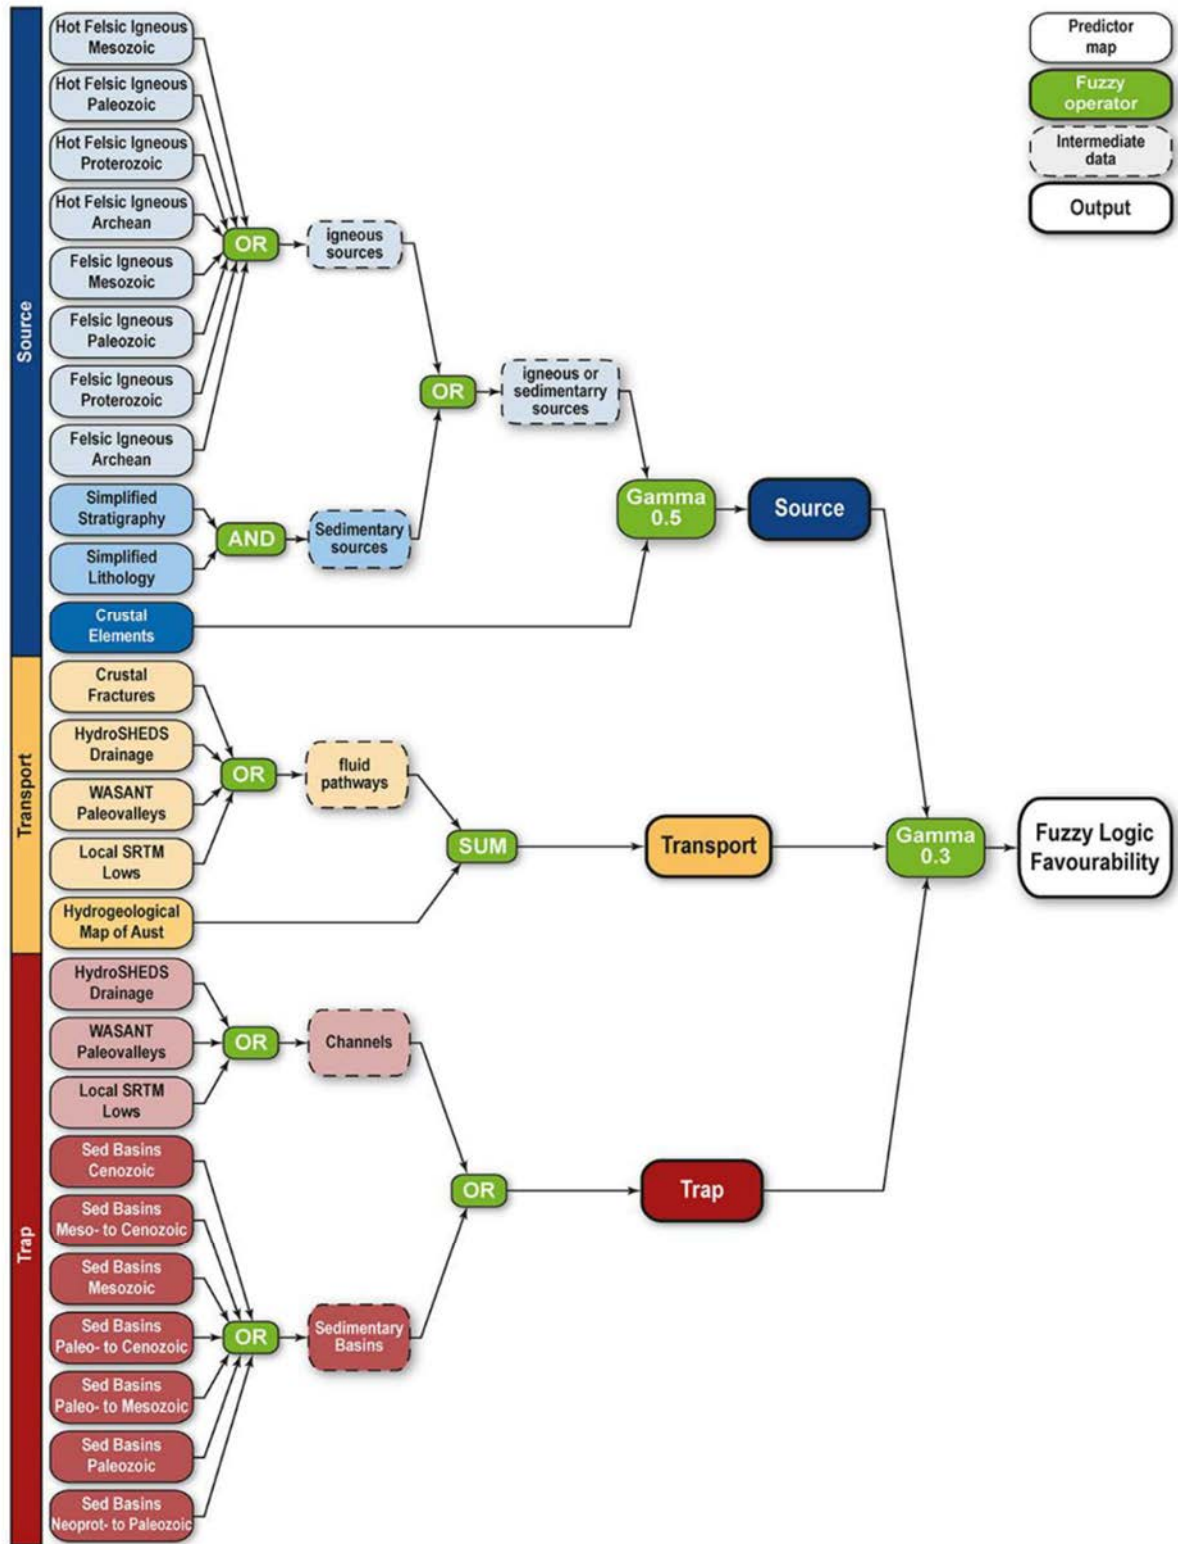 Source
Hot Felsic Igneous
Mesozoic
Hot Felsic Igneous
Paleozoic
Hot Felsic Igneous
Proterozoic
Hot Felsic Igneous
Archean
Felsic Igneous
Mesozoic
Felsic Igneous
Paleozoic
Felsic Igneous
Proterozoic
Felsic Igneous
Archean
Simplified
Stratigraphy
Simplified
Lithology
Crustal
Elements
OR
igneous
sources
AND
Sedimentary
sources
OR
igneous or
sedimentarry
sources
Gamma
0.5
Source
Transport
Crustal
Fractures
HydroSHEDS
Drainage
WASANT
Paleovalleys
Local SRTM
Lows
Hydrogeological
Map of Aust
OR
fluid
pathways
SUM
Transport
Trap
HydroSHEDS
Drainage
WASANT
Paleovalleys
Local SRTM
Lows
Sed Basins
Cenozoic
Sed Basins
Meso- to Cenozoic
Sed Basins
Mesozoic
Sed Basins
Paleo- to Cenozoic
Sed Basins
Paleo- to Mesozoic
Sed Basins
Paleozoic
Sed Basins
Neoprot- to Paleozoic
OR
Channels
OR
Sedimentary
Basins
OR
Trap
Gamma
0.3
Fuzzy Logic
Favourability
Predictor
map
Fuzzy
operator
Intermediate
data
Output